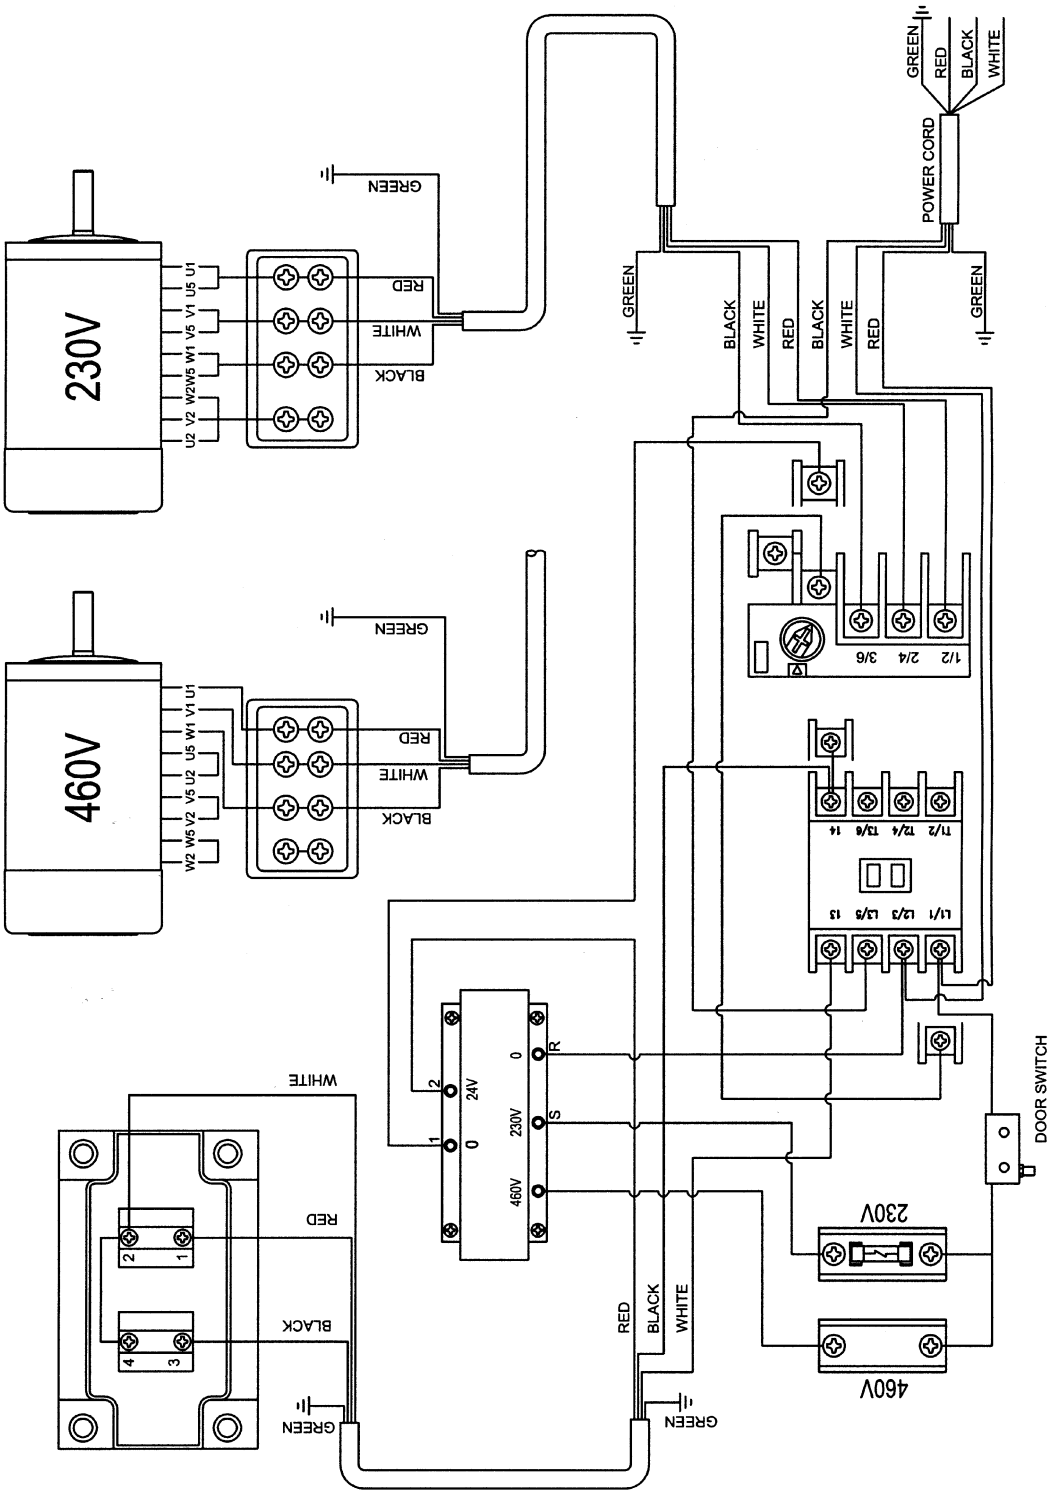 GREEN
RED
BLACK
WHITE
POWER CORD
230V
U1
U5
V1
V5
W1
W5
W2
V2
U2
GREEN
RED
WHITE
BLACK
GREEN
BLACK
WHITE
RED
BLACK
WHITE
RED
GREEN
460V
U1
V1
W1
U5
U2
V5
V2
W5
W2
GREEN
RED
WHITE
BLACK
3/6
2/4
1/2
14
T3/6
T2/4
T1/2
13
L3/5
L2/3
L1/1
2
1
24V
0
0
230V
460V
R
S
DOOR SWITCH
WHITE
RED
BLACK
2
1
4
3
GREEN
RED
BLACK
WHITE
GREEN
230V
460V